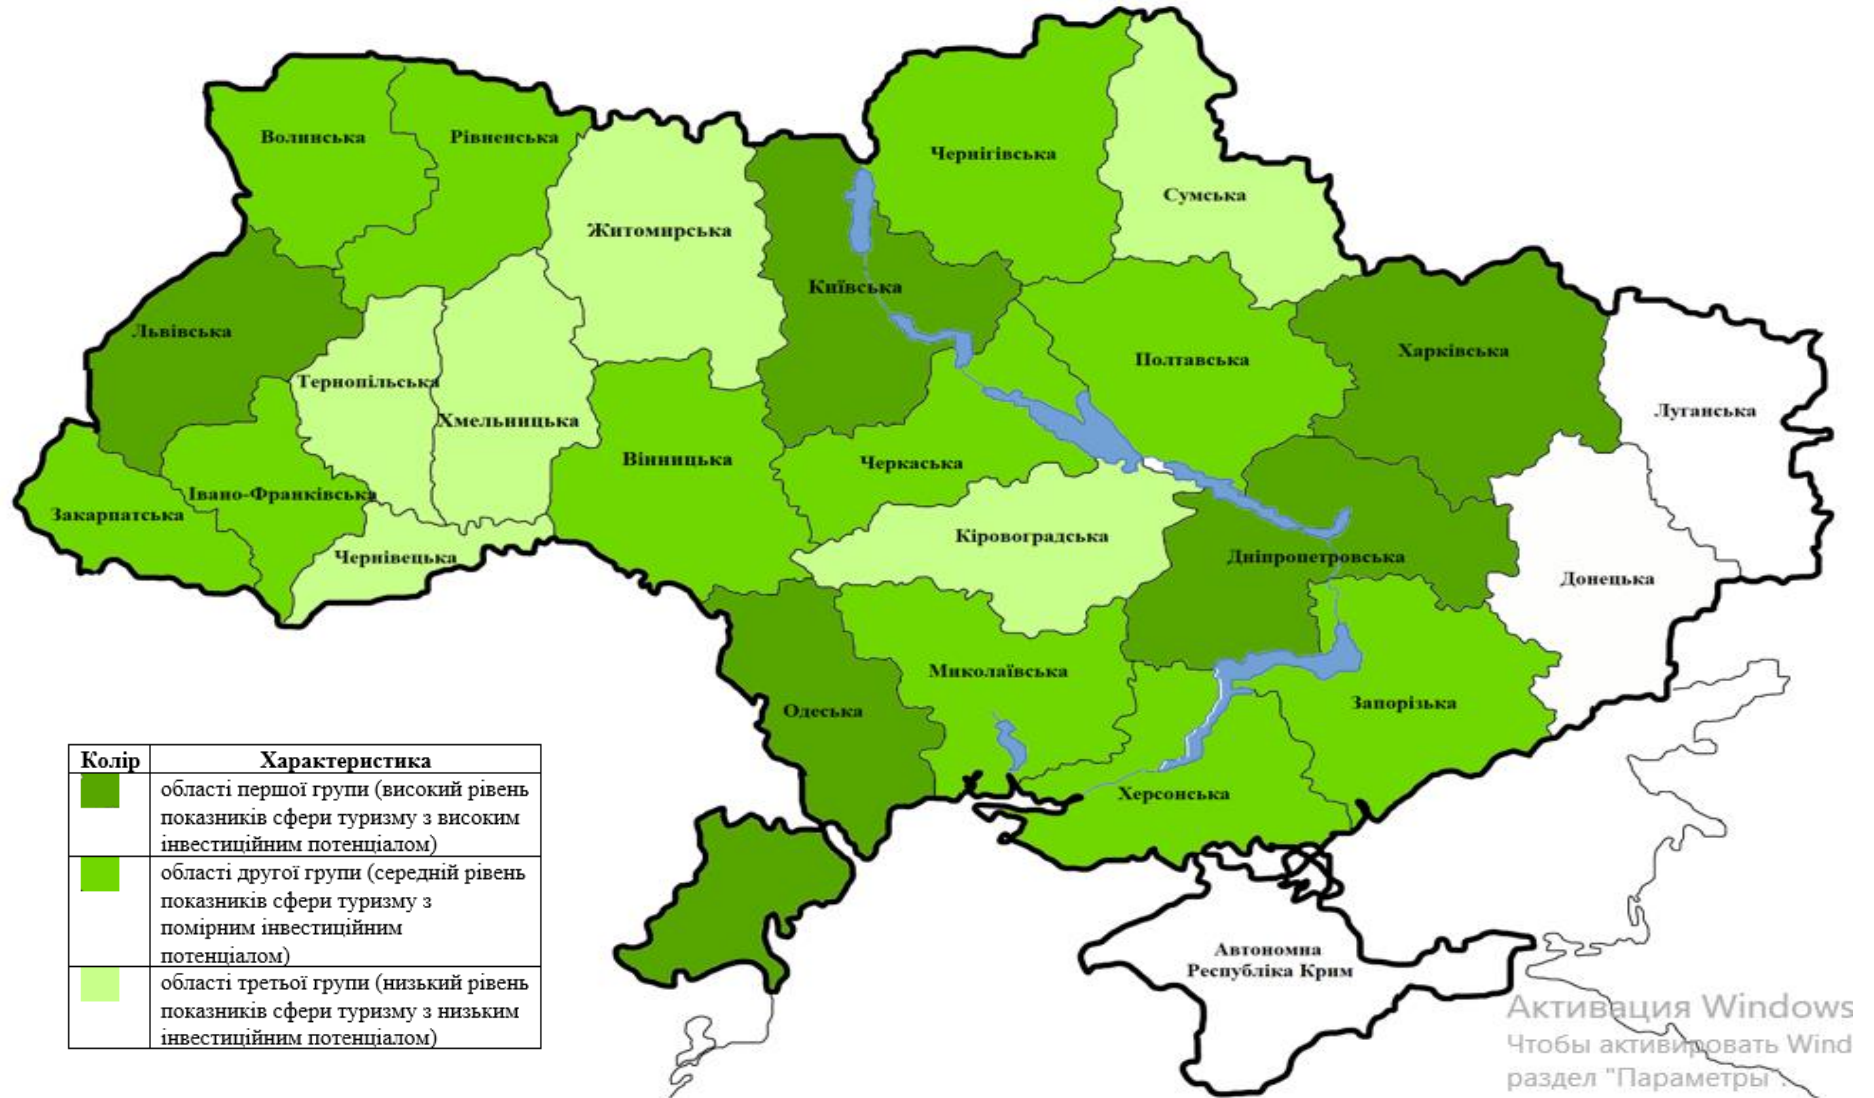 Волинська
Рівненська
Чернігівська
Сумська
Житомирська
Київська
Львівська
Тернопільська
Хмельницька
Полтавська
Харківська
Луганська
Вінницька
Черкаська
Івано-Франківська
Закарпатська
Чернівецька
Кіровоградська
Дніпропетровська
Донецька
Миколаївська
Одеська
Запорізька
Херсонська
Автономна
Республіка Крим
Колір Характеристика
області першої групи (високий рівень
показників сфери туризму з високим
інвестиційним потенціалом)
області другої групи (середній рівень
показників сфери туризму з
помірним інвестиційним
потенціалом)
області третьої групи (низький рівень
показників сфери туризму з низьким
інвестиційним потенціалом)
Активация Windows
Чтобы активировать Wind
раздел "Параметры".